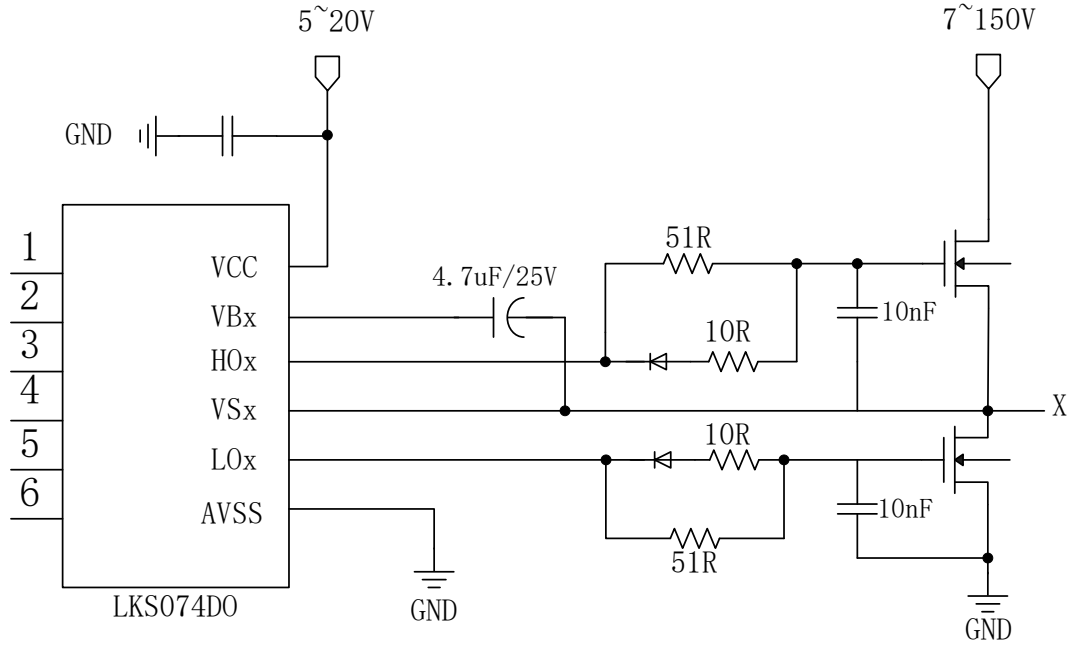 5~20V
7~150V
GND
1
2
3
4
5
6
VCC
VBx
HOx
VSx
LOx
AVSS
4.7uF/25V
51R
10R
10nF
X
10R
51R
10nF
GND
GND
LKS074DO